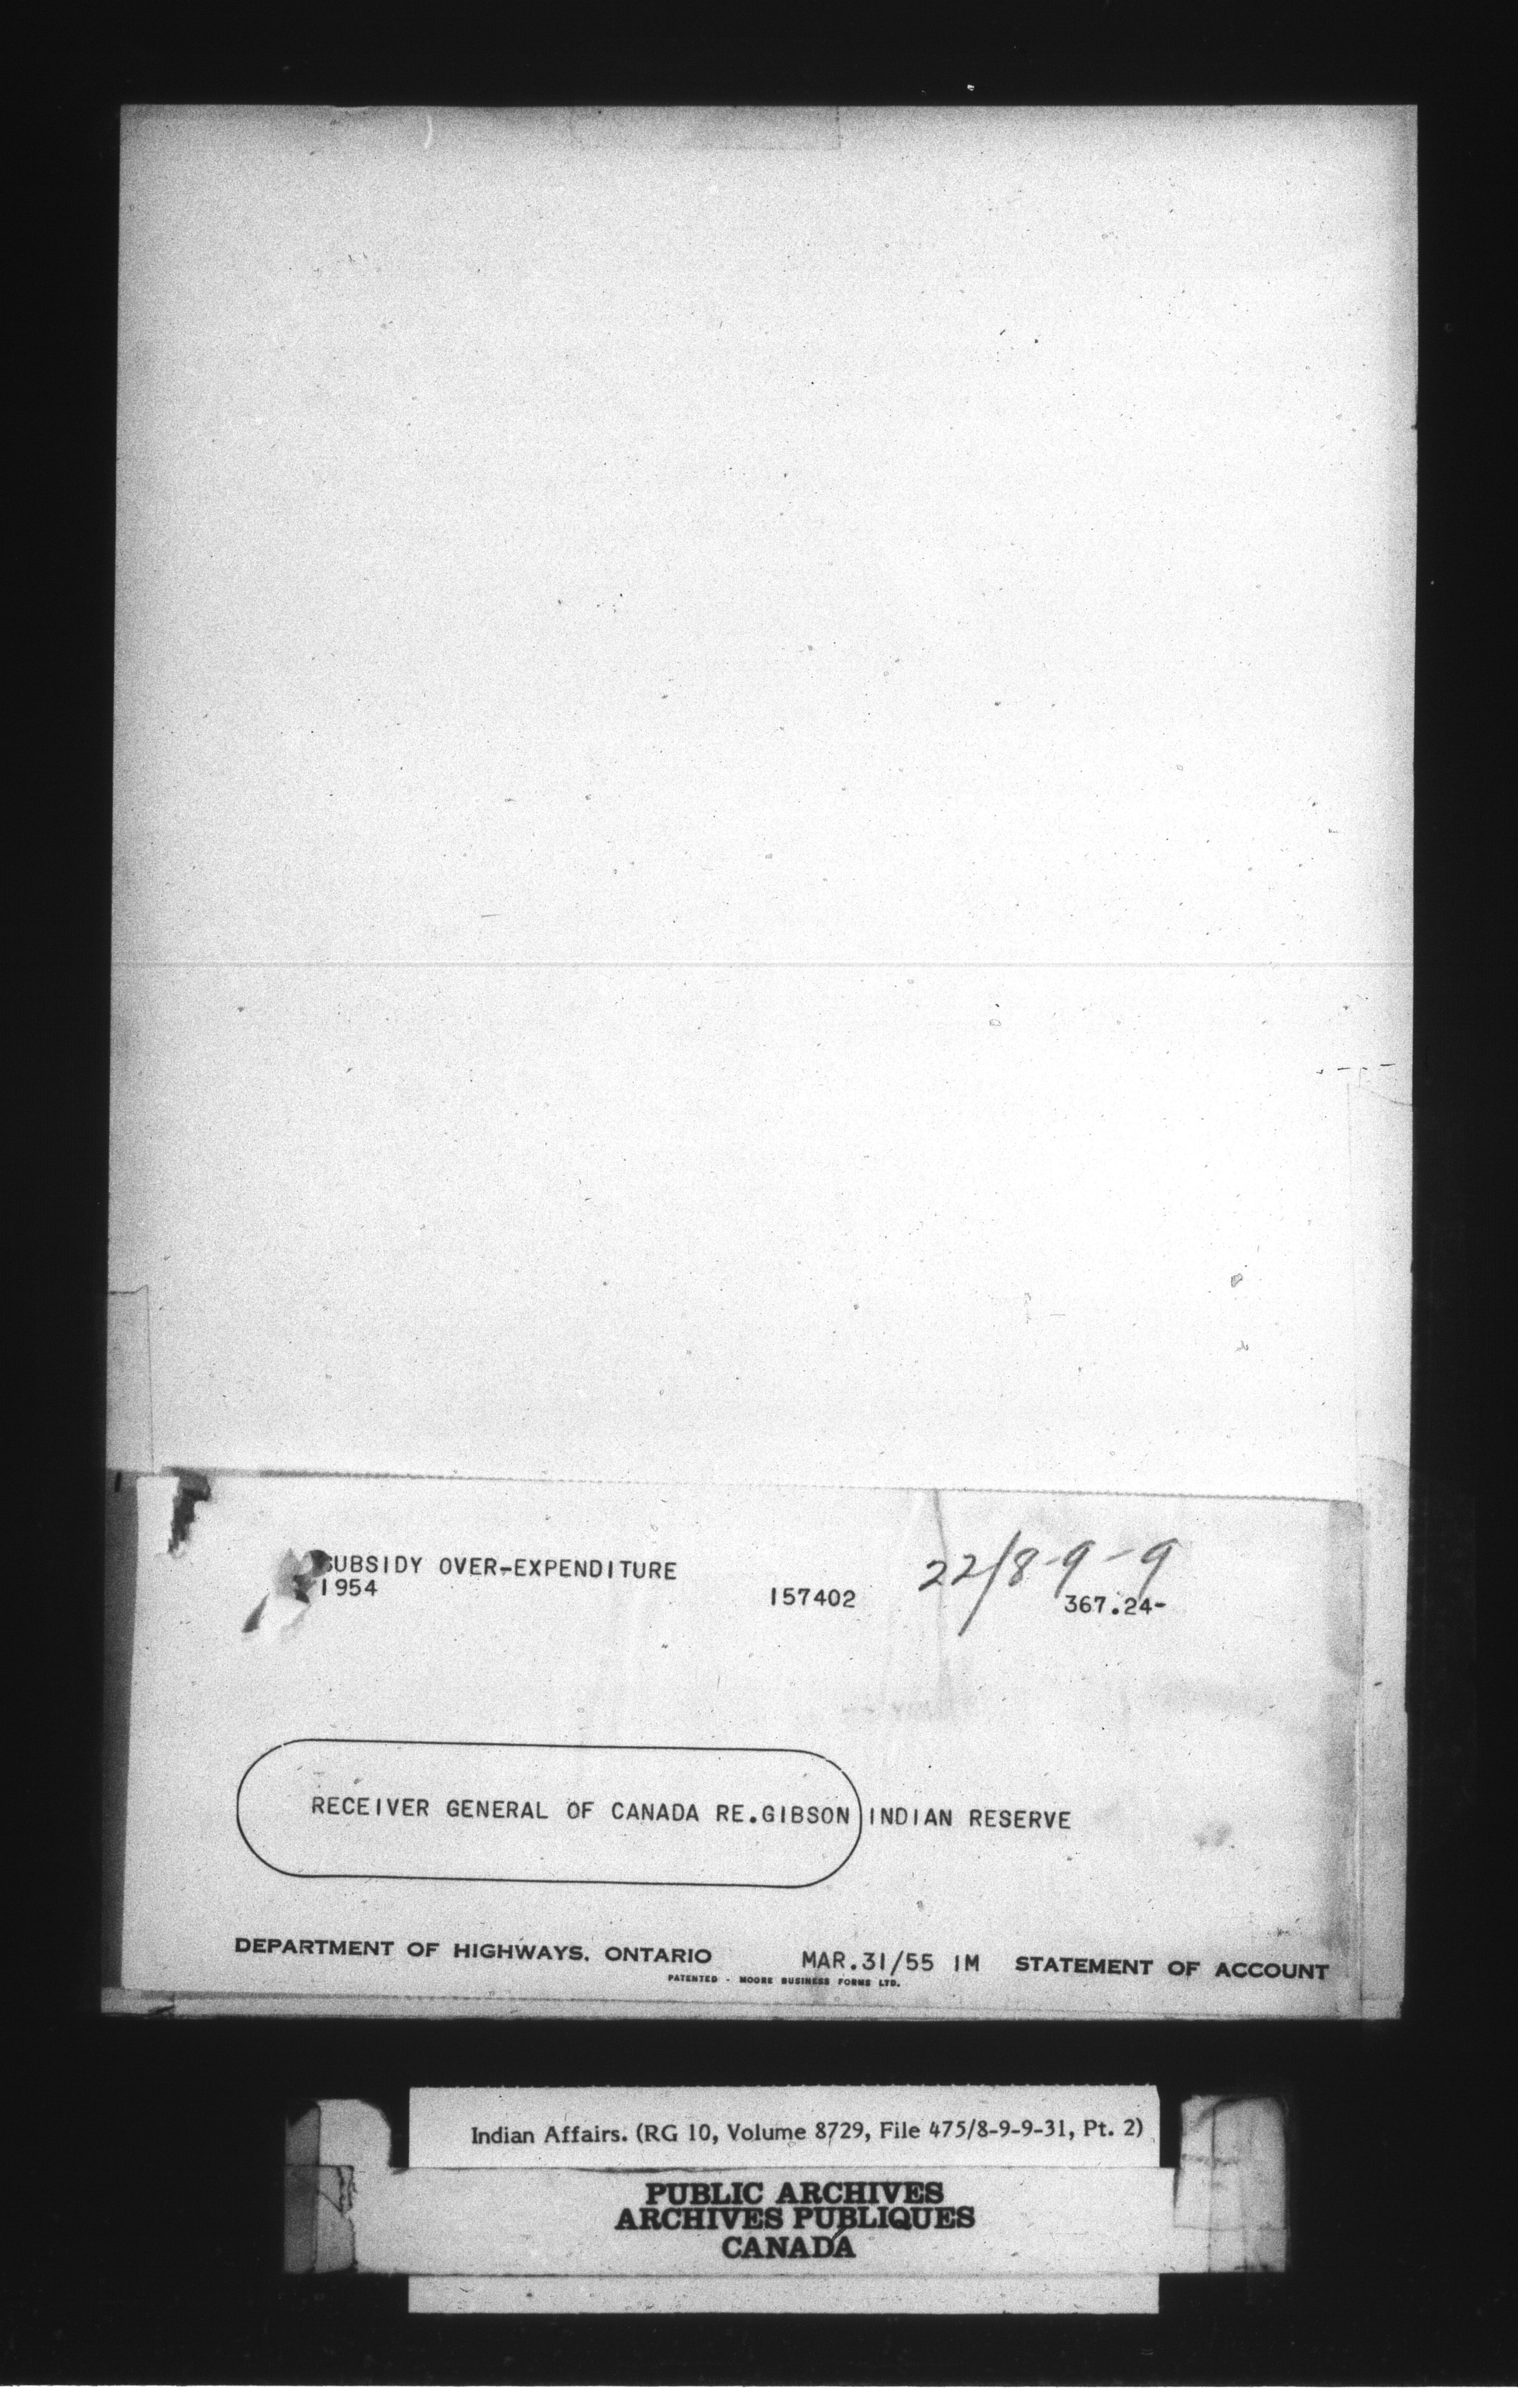 SUBSIDY OVER-EXPENDITURE
1954
157402
22/8-9-9
367.24-
RECEIVER GENERAL OF CANADA RE.GIBSON INDIAN RESERVE
DEPARTMENT OF HIGHWAYS, ONTARIO MAR.31/55 1M STATEMENT OF ACCOUNT
PATENTED - MOORE BUSINESS FORMS LTD.
Indian Affairs. (RG 10, Volume 8729, File 475/8-9-9-31, Pt. 2)
PUBLIC ARCHIVES
ARCHIVES PUBLIQUES
CANADA